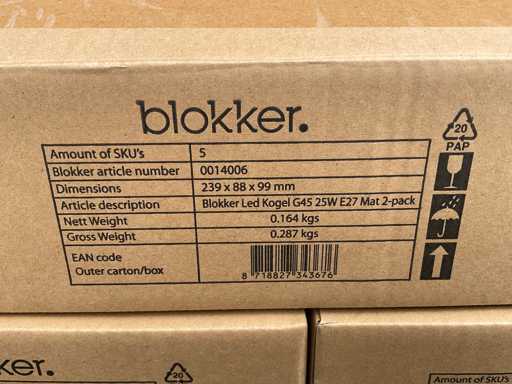 blokker.
Amount of SKU's 5
Blokker article number 0014006
Dimensions 239 x 88 x 99 mm
Article description Blokker Led Kogel G45 25W E27 Mat 2-pack
Nett Weight 0.164 kgs
Gross Weight 0.287 kgs
EAN code
Outer carton/box
8 718827 343676
20
PAP
ker.
20
Amount of SKU's